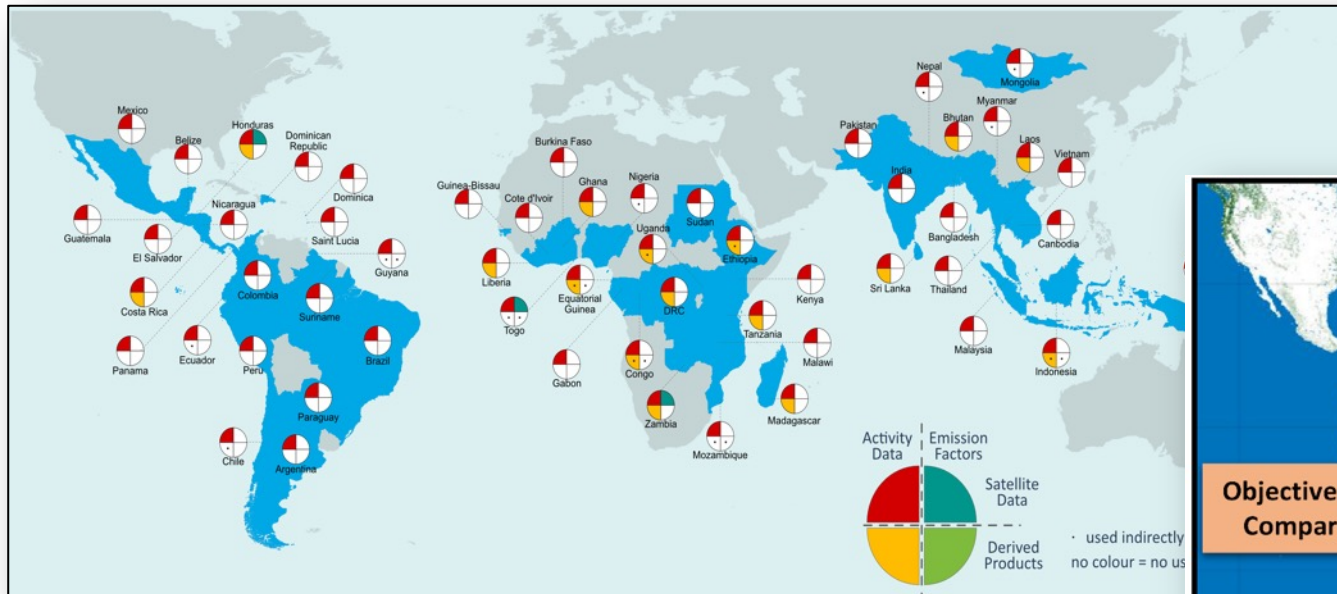 Mexico
Belize
Honduras
Dominican
Republic
Dominica
Guatemala
El Salvador
Nicaragua
Saint Lucia
Guyana
Costa Rica
Colombia
Suriname
Panama
Ecuador
Peru
Brazil
Paraguay
Chile
Argentina
Guinea-Bissau
Burkina Faso
Cote d'Ivoir
Ghana
Nigeria
Uganda
Sudan
Ethiopia
Liberia
Togo
Equatorial
Guinea
DRC
Kenya
Tanzania
Gabon
Congo
Malawi
Zambia
Mozambique
Madagascar
Nepal
Mongolia
Myanmar
Pakistan
Bhutan
Laos
Vietnam
India
Bangladesh
Canbodia
Sri Lanka
Thailand
Malaysia
Indonesia
Activity
Data
Emission
Factors
Satellite
Data
Derived
Products
· used indirectly
no colour = no us
Objective
Compar